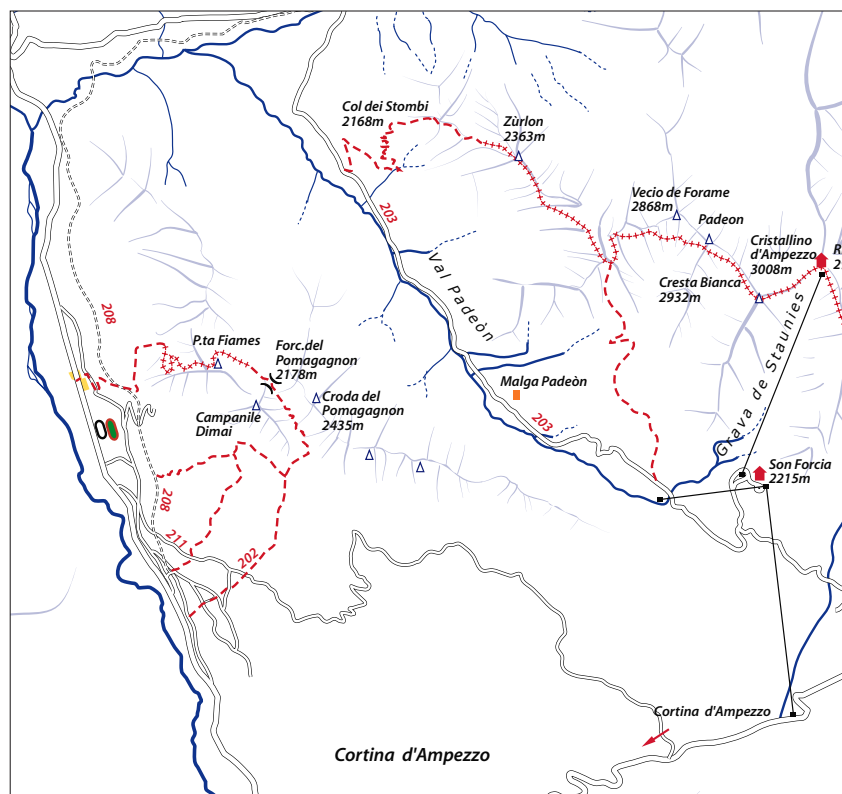 Col dei Stombi
2168m
Zùrlon
2363m
203
Vecio de Forame
2868m
Padeon
Cristallino
d'Ampezzo
3008m
R
2
Val Padeòn
Cresta Bianca
2932m
208
P.ta Fiames
Forc.del
Pomagagnon
2178m
Grava de Staunies
Malga Padeòn
Croda del
Pomagagnon
2435m
Campanile
Dimai
203
Son Forcia
2215m
208
211
202
Cortina d'Ampezzo
Cortina d'Ampezzo